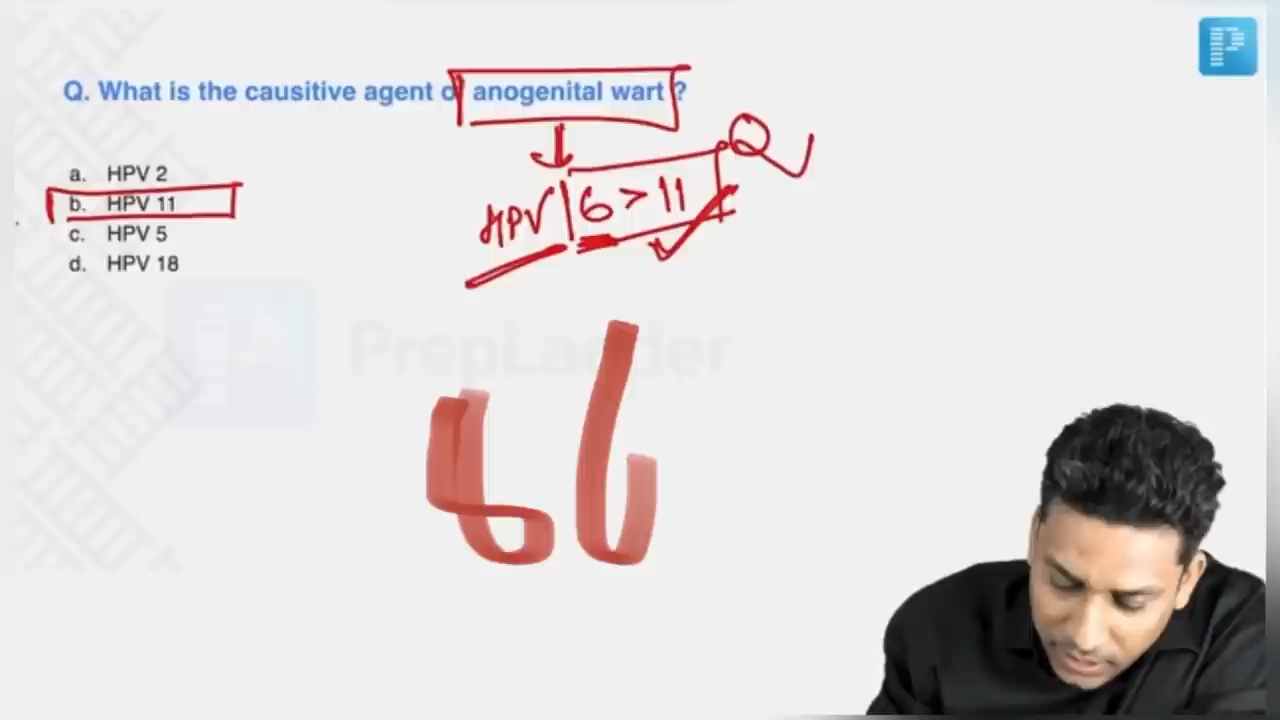 Q. What is the causitive agent of anogenital wart ?
a. HPV 2
b. HPV 11
c. HPV 5
d. HPV 18
Q
HPV 6 > 11
PrepLadder